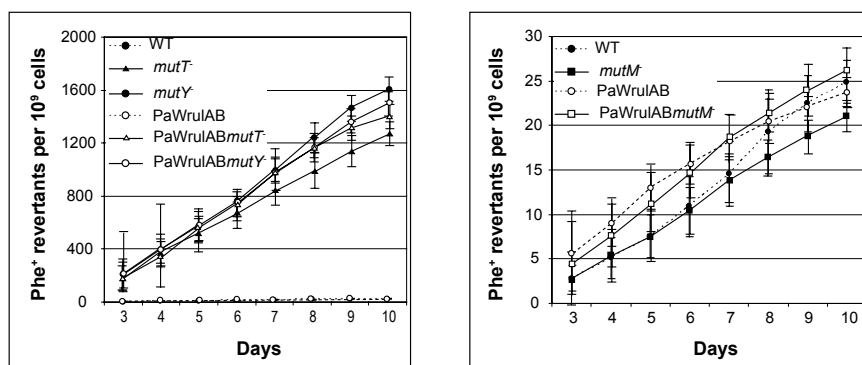 Phe⁺ revertants per 10⁹ cells
2000
1600
1200
800
400
0
3 4 5 6 7 8 9 10
Days
WT
mutT⁻
mutY⁻
PaWrulAB
PaWrulABmutT⁻
PaWrulABmutY⁻
Phe⁺ revertants per 10⁹ cells
30
25
20
15
10
5
0
3 4 5 6 7 8 9 10
Days
WT
mutM⁻
PaWrulAB
PaWrulABmutM⁻